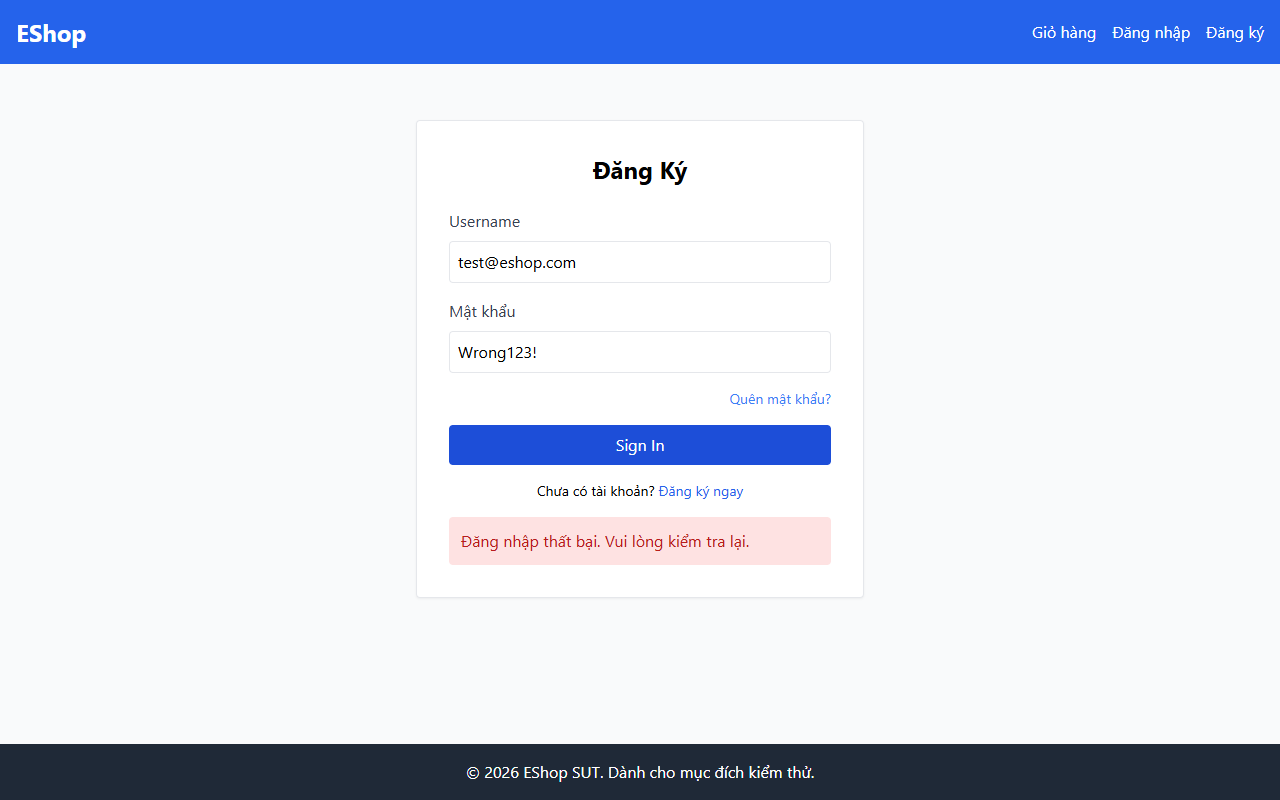 EShop
Giỏ hàng Đăng nhập Đăng ký
Đăng Ký
Username
test@eshop.com
Mật khẩu
Wrong123!
Quên mật khẩu?
Sign In
Chưa có tài khoản? Đăng ký ngay
Đăng nhập thất bại. Vui lòng kiểm tra lại.
© 2026 EShop SUT. Dành cho mục đích kiểm thử.